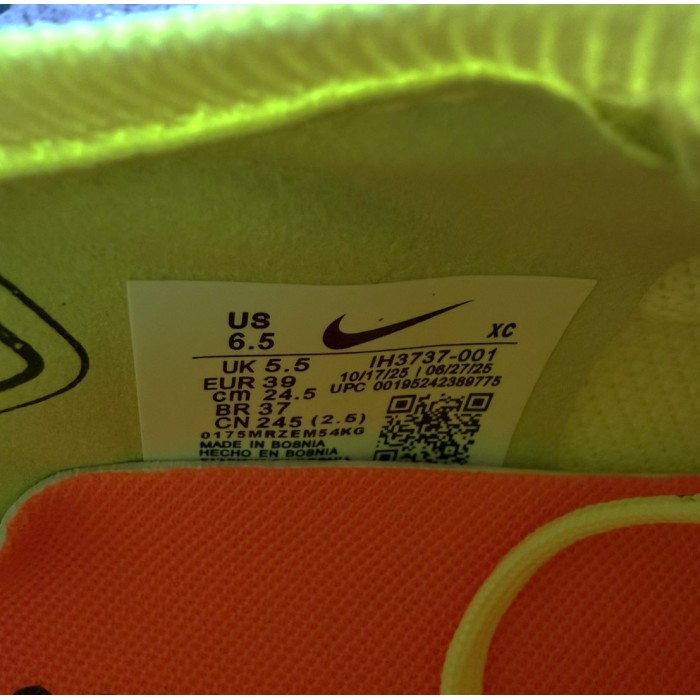 US
6.5
XC
UK 5.5
EUR 39
cm 24.5
BR 37
CN 245 (2.5)
0175MRZEM54KG
MADE IN BOSNIA
HECHO EN BOSNIA
IH3737-001
10/17/25 | 06/27/25
UPC 00195242389775